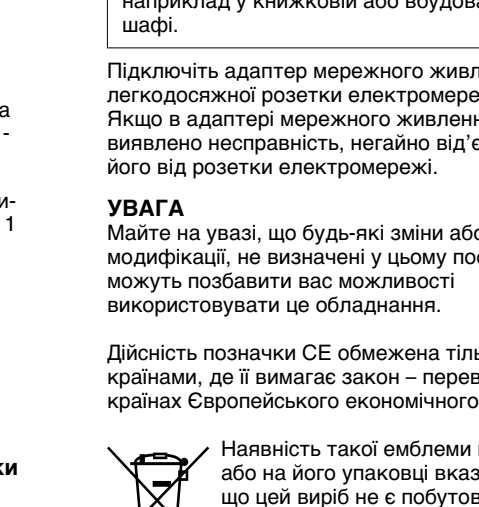 наприклад у книжковій або вбудова
шафі.
Підключіть адаптер мережного живл
легкодосяжної розетки електромере
Якщо в адаптері мережного живленн
виявлено несправність, негайно від’є
його від розетки електромережі.
УВАГА
Майте на увазі, що будь-які зміни або
модифікації, не визначені у цьому пос
можуть позбавити вас можливості
використовувати це обладнання.
Дійсність позначки CE обмежена тіль
країнами, де її вимагає закон – перев
країнах Європейського економічного
Наявність такої емблеми
або на його упаковці вказ
що цей виріб не є побутов
а
-
и-
1
ки